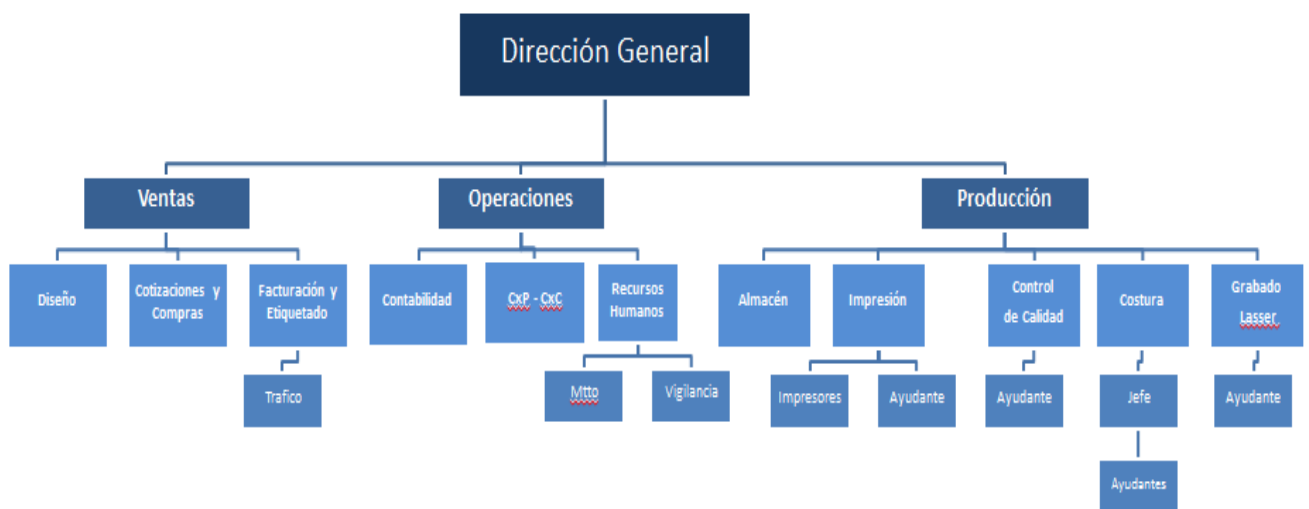 Dirección General
Ventas
Operaciones
Producción
Diseño
Cotizaciones y
Compras
Facturación y
Etiquetado
Contabilidad
CxP - CxC
Recursos
Humanos
Almacén
Impresión
Control
de Calidad
Costura
Grabado
Lasser
Trafico
Mtto
Vigilancia
Impresores
Ayudante
Ayudante
Jefe
Ayudante
Ayudantes